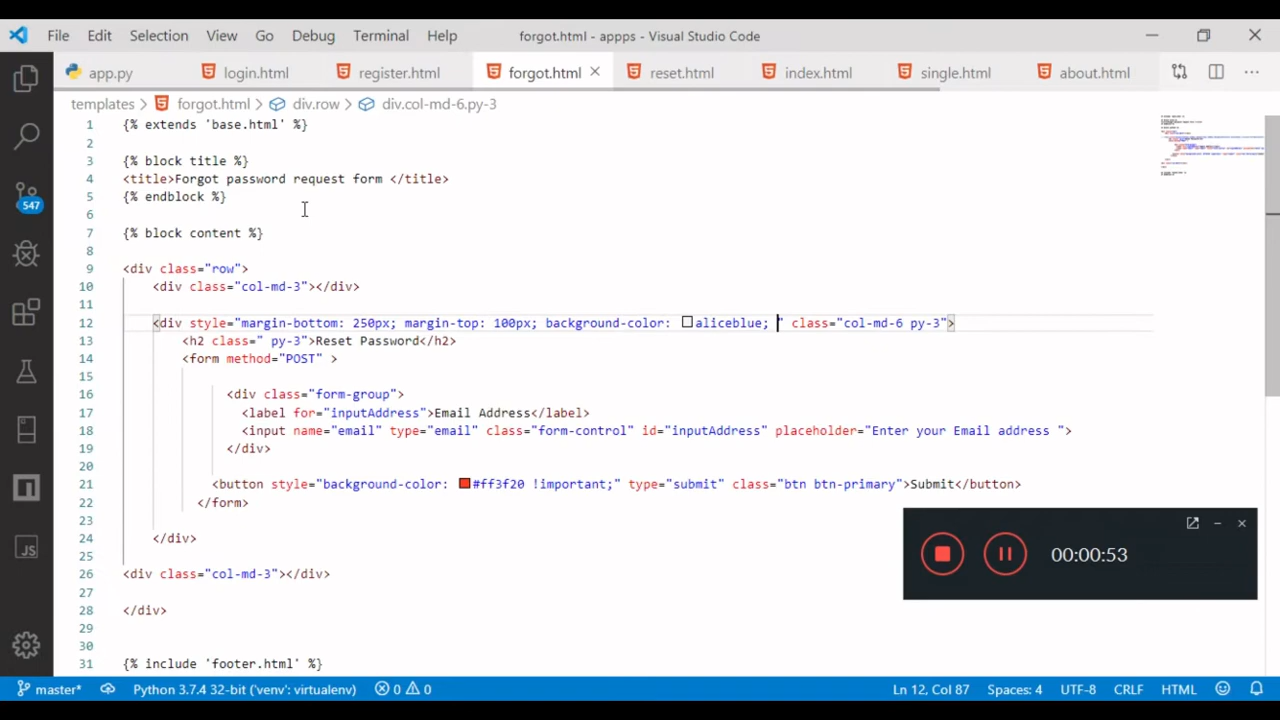 File Edit Selection View Go Debug Terminal Help forgot.html - appps - Visual Studio Code
app.py login.html register.html forgot.html reset.html index.html single.html about.html
templates > forgot.html > div.row > div.col-md-6.py-3
1 {% extends 'base.html' %}
2
3 {% block title %}
4 <title>Forgot password request form </title>
5 {% endblock %}
6
7 {% block content %}
8
9 <div class="row">
10 <div class="col-md-3"></div>
11
12 <div style="margin-bottom: 250px; margin-top: 100px; background-color: aliceblue; " class="col-md-6 py-3">
13 <h2 class=" py-3">Reset Password</h2>
14 <form method="POST" >
15
16 <div class="form-group">
17 <label for="inputAddress">Email Address</label>
18 <input name="email" type="email" class="form-control" id="inputAddress" placeholder="Enter your Email address ">
19 </div>
20
21 <button style="background-color: #ff3f20 !important;" type="submit" class="btn btn-primary">Submit</button>
22 </form>
23
24 </div>
25
26 <div class="col-md-3"></div>
27
28 </div>
29
30
31 {% include 'footer.html' %}
547
JS
00:00:53
master* Python 3.7.4 32-bit ('venv': virtualenv) 0 0 Ln 12, Col 87 Spaces: 4 UTF-8 CRLF HTML